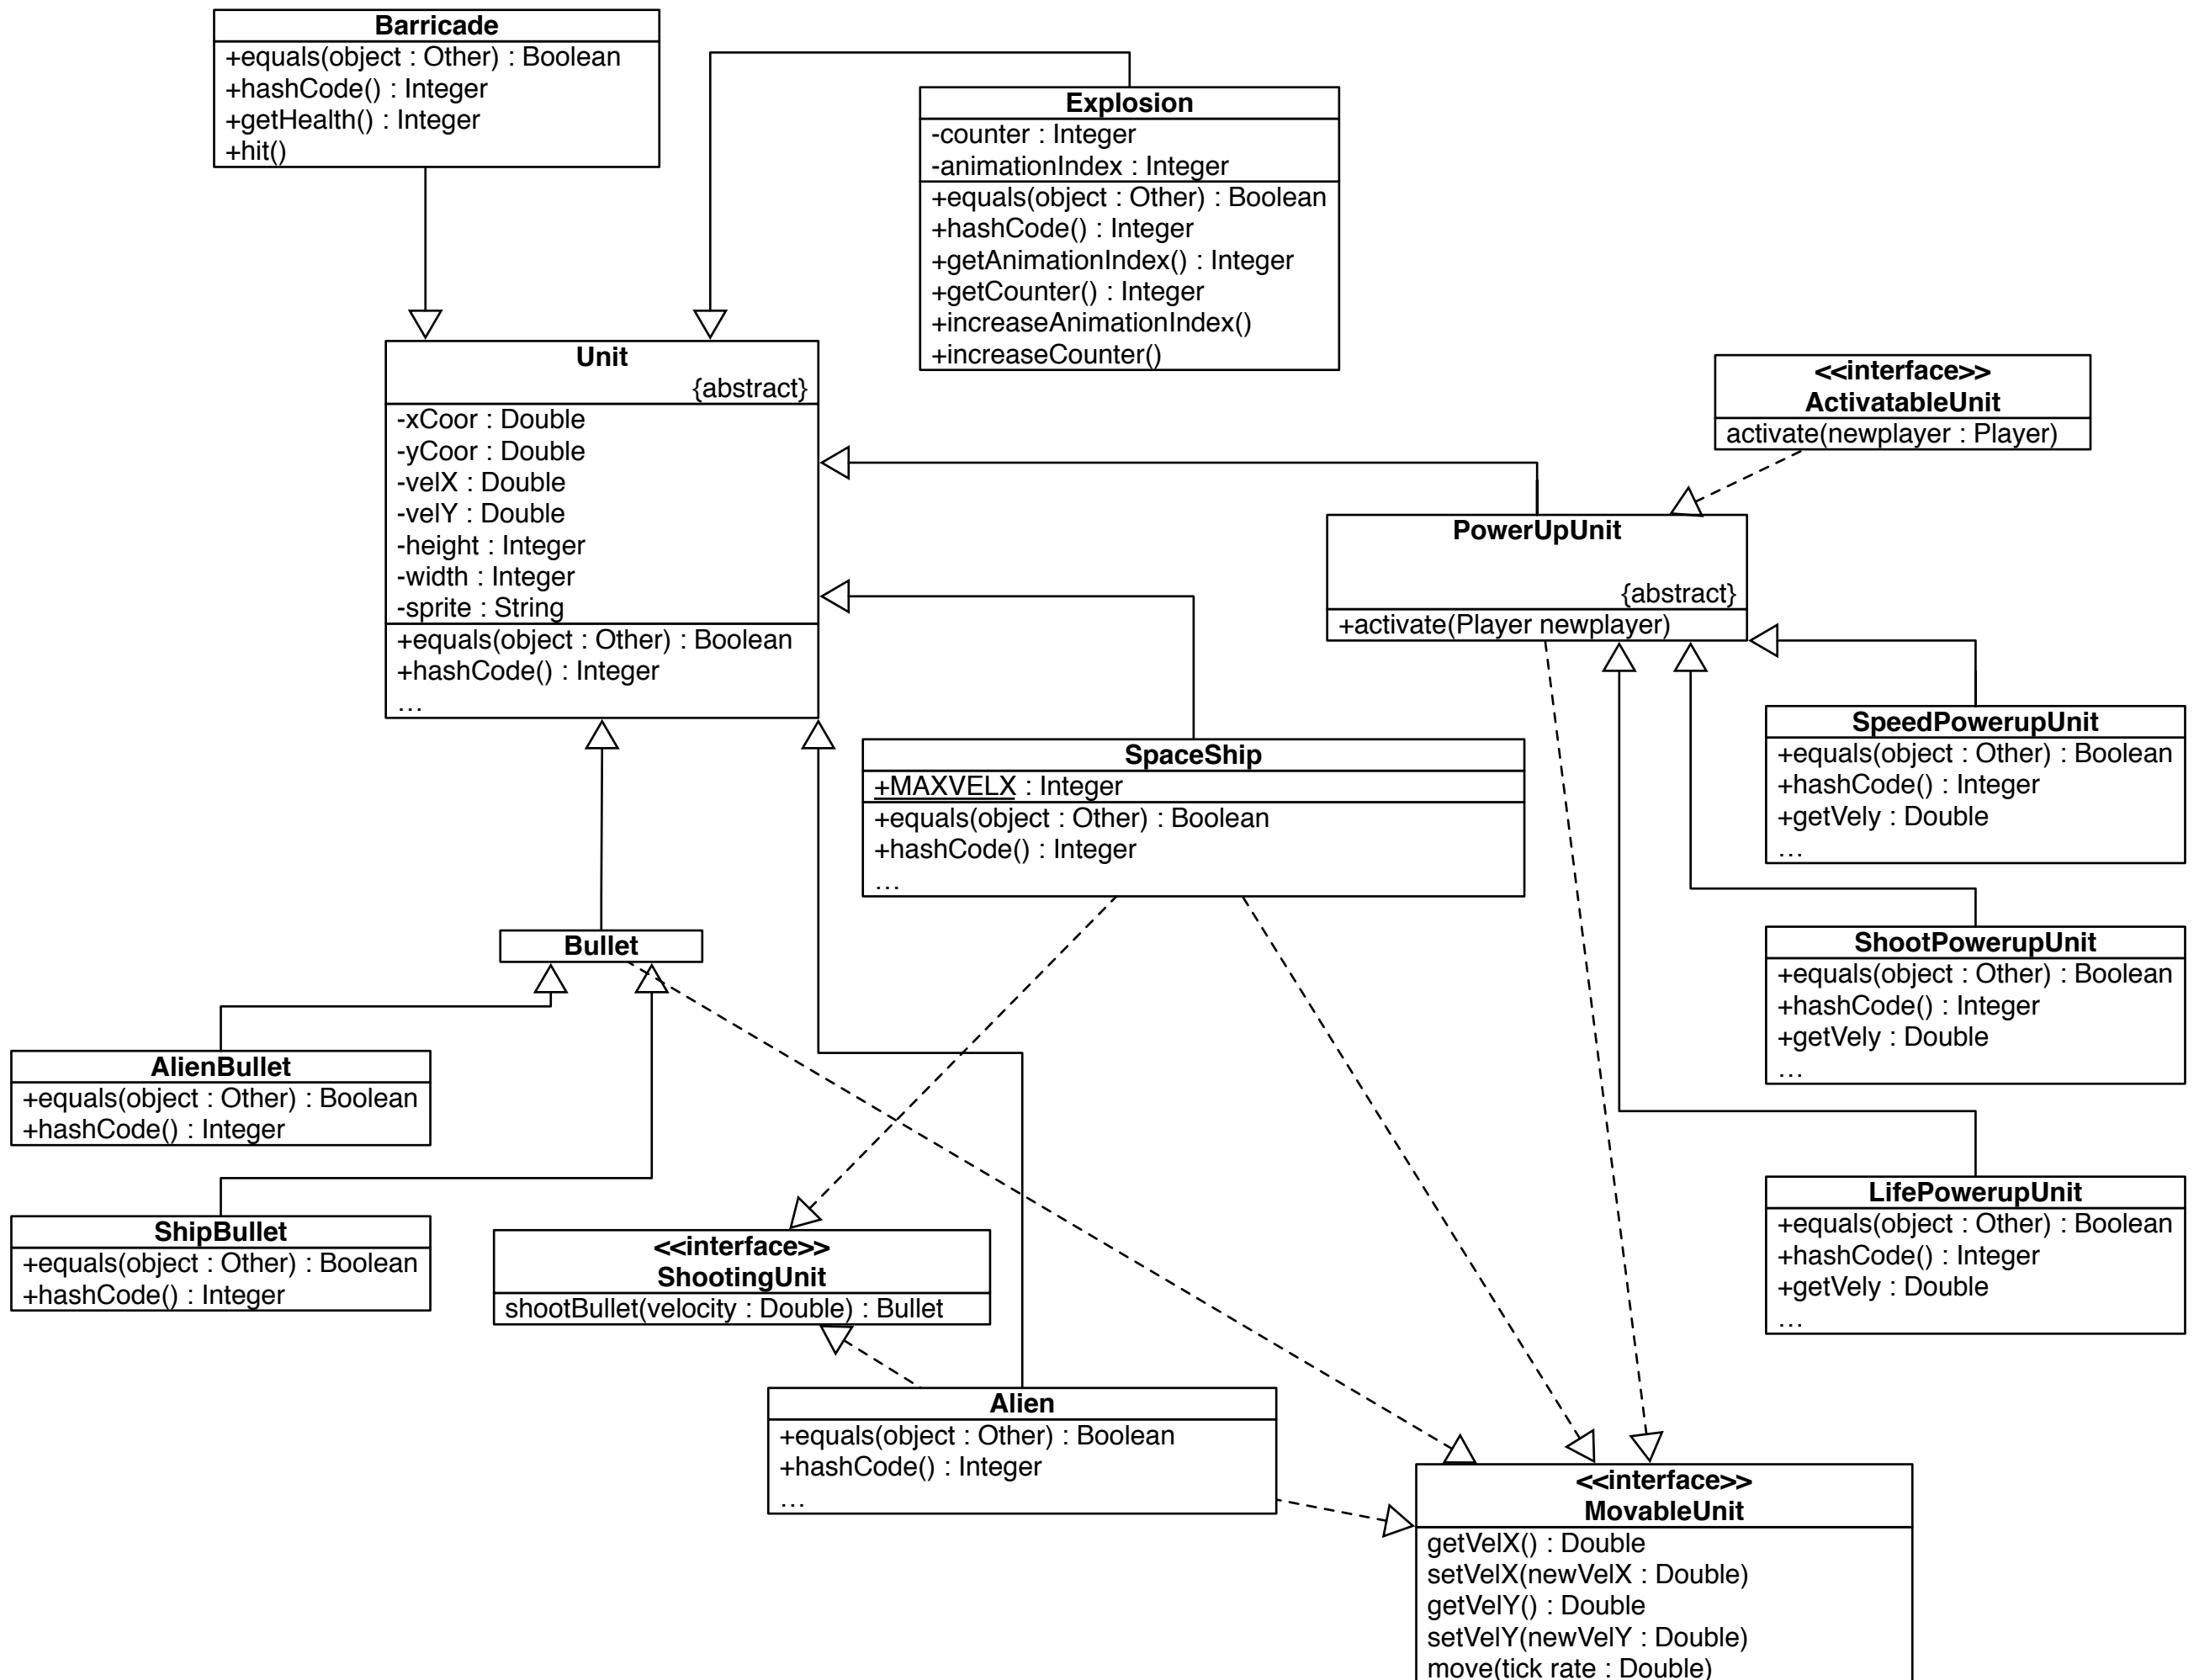 Barricade
+equals(object : Other) : Boolean
+hashCode() : Integer
+getHealth() : Integer
+hit()
Explosion
-counter : Integer
-animationIndex : Integer
+equals(object : Other) : Boolean
+hashCode() : Integer
+getAnimationIndex() : Integer
+getCounter() : Integer
+increaseAnimationIndex()
+increaseCounter()
Unit
{abstract}
-xCoor : Double
-yCoor : Double
-velX : Double
-velY : Double
-height : Integer
-width : Integer
-sprite : String
+equals(object : Other) : Boolean
+hashCode() : Integer
…
<<interface>>
ActivatableUnit
activate(newplayer : Player)
PowerUpUnit
{abstract}
+activate(Player newplayer)
SpeedPowerupUnit
+equals(object : Other) : Boolean
+hashCode() : Integer
+getVely : Double
…
SpaceShip
+MAXVELX : Integer
+equals(object : Other) : Boolean
+hashCode() : Integer
…
Bullet
ShootPowerupUnit
+equals(object : Other) : Boolean
+hashCode() : Integer
+getVely : Double
…
AlienBullet
+equals(object : Other) : Boolean
+hashCode() : Integer
LifePowerupUnit
+equals(object : Other) : Boolean
+hashCode() : Integer
+getVely : Double
…
ShipBullet
+equals(object : Other) : Boolean
+hashCode() : Integer
<<interface>>
ShootingUnit
shootBullet(velocity : Double) : Bullet
Alien
+equals(object : Other) : Boolean
+hashCode() : Integer
…
<<interface>>
MovableUnit
getVelX() : Double
setVelX(newVelX : Double)
getVelY() : Double
setVelY(newVelY : Double)
move(tick rate : Double)